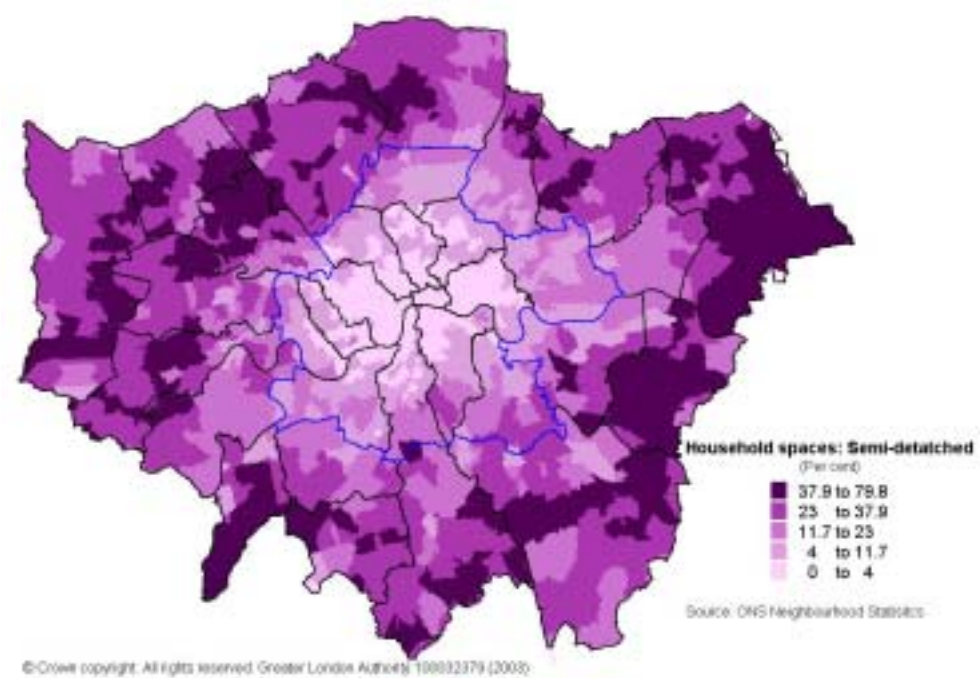 Household spaces: Semi-detatched
(Per cent)
37.9 to 79.8
23 to 37.9
11.7 to 23
4 to 11.7
0 to 4
Source: ONS Neighbourhood Statisitcs
© Crown copyright. All rights reserved. Greater London Authority 100032379 (2003)